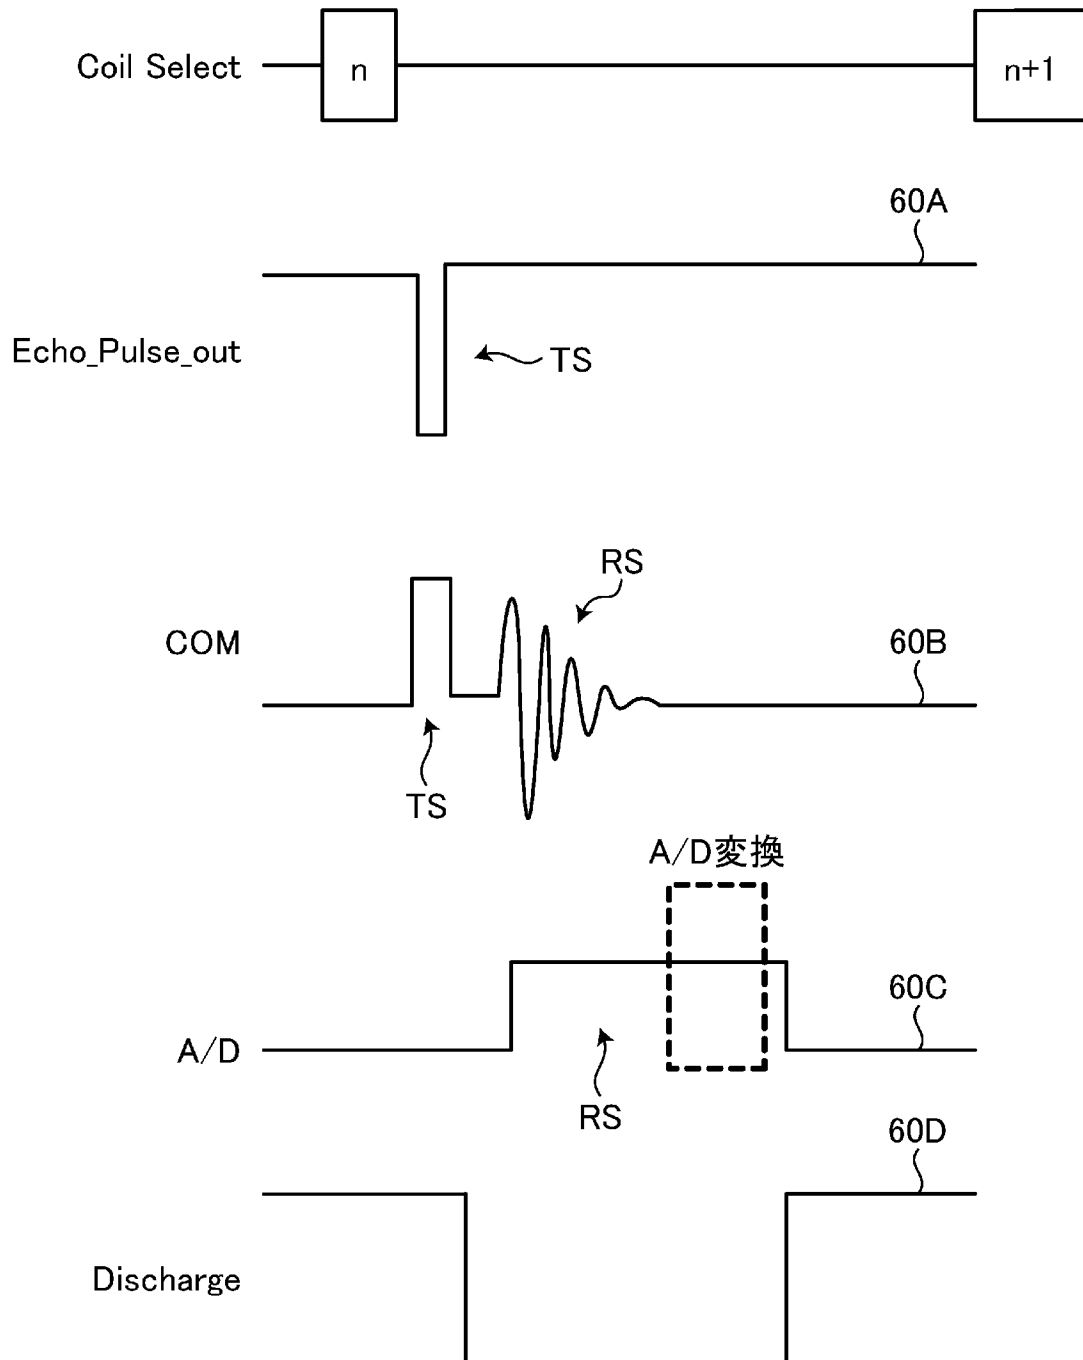 Coil Select
n
n+1
60A
Echo_Pulse_out
TS
RS
COM
60B
TS
A/D変換
60C
A/D
RS
60D
Discharge